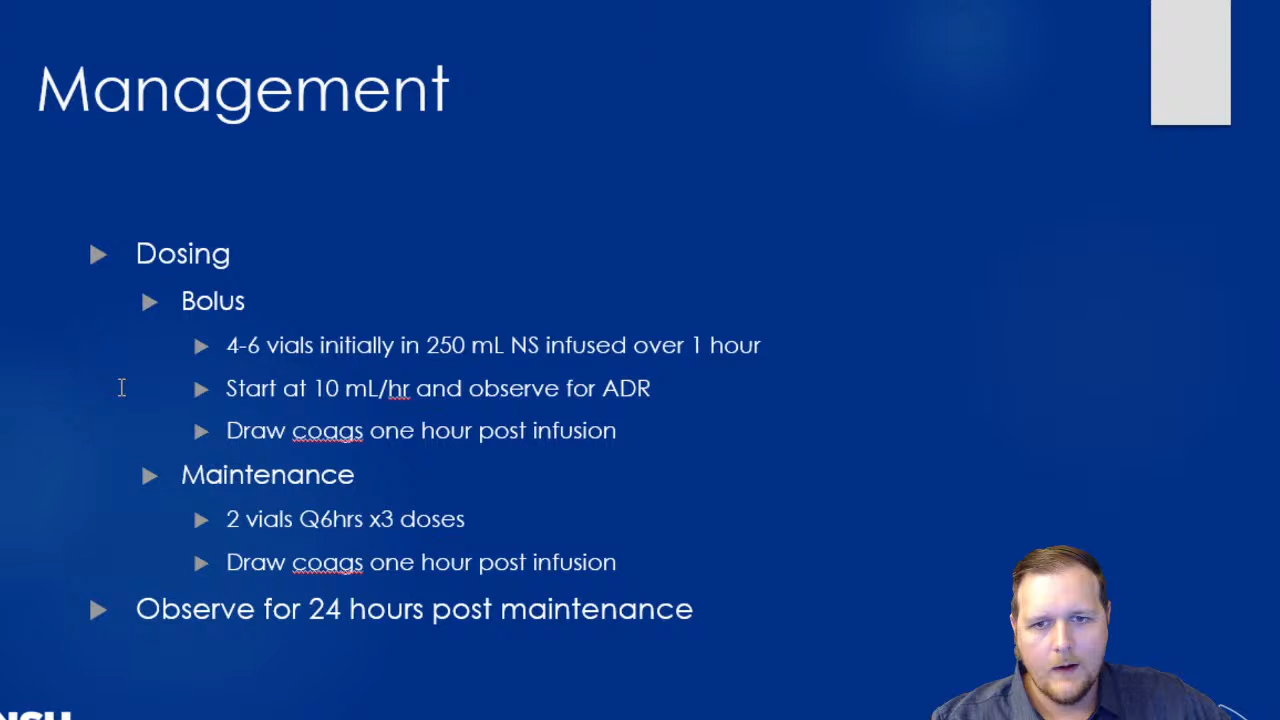 Management
Dosing
Bolus
4-6 vials initially in 250 mL NS infused over 1 hour
Start at 10 mL/hr and observe for ADR
Draw coags one hour post infusion
Maintenance
2 vials Q6hrs x3 doses
Draw coags one hour post infusion
Observe for 24 hours post maintenance